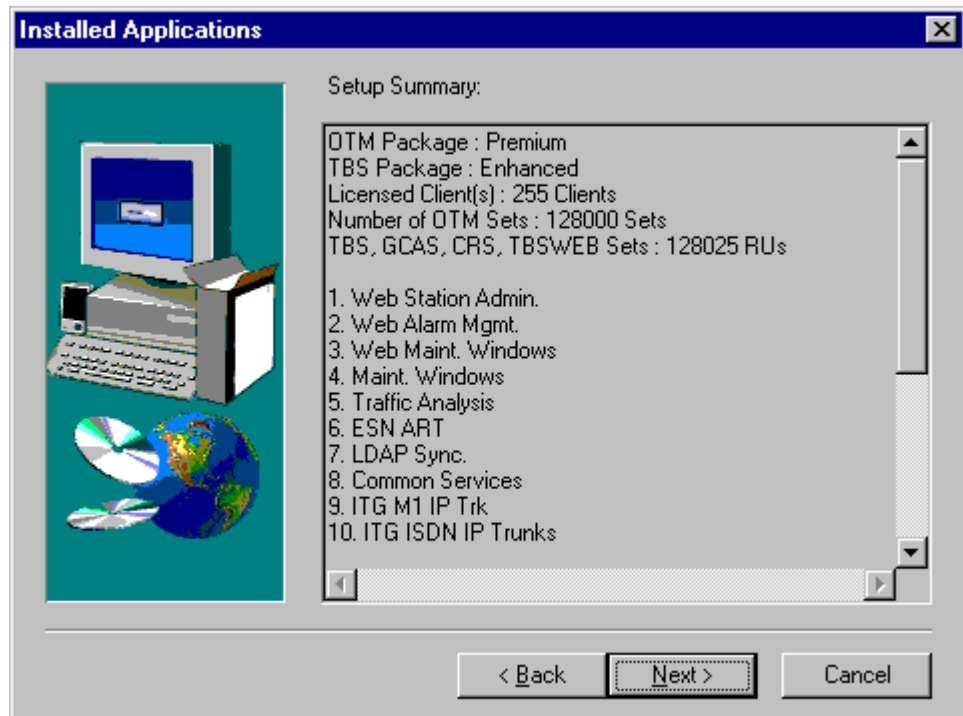 Installed Applications
Setup Summary:
OTM Package : Premium
TBS Package : Enhanced
Licensed Client(s) : 255 Clients
Number of OTM Sets : 128000 Sets
TBS, GCAS, CRS, TBSWEB Sets : 128025 RUs
1. Web Station Admin.
2. Web Alarm Mgmt.
3. Web Maint. Windows
4. Maint. Windows
5. Traffic Analysis
6. ESN ART
7. LDAP Sync.
8. Common Services
9. ITG M1 IP Trk
10. ITG ISDN IP Trunks
< Back
Next >
Cancel